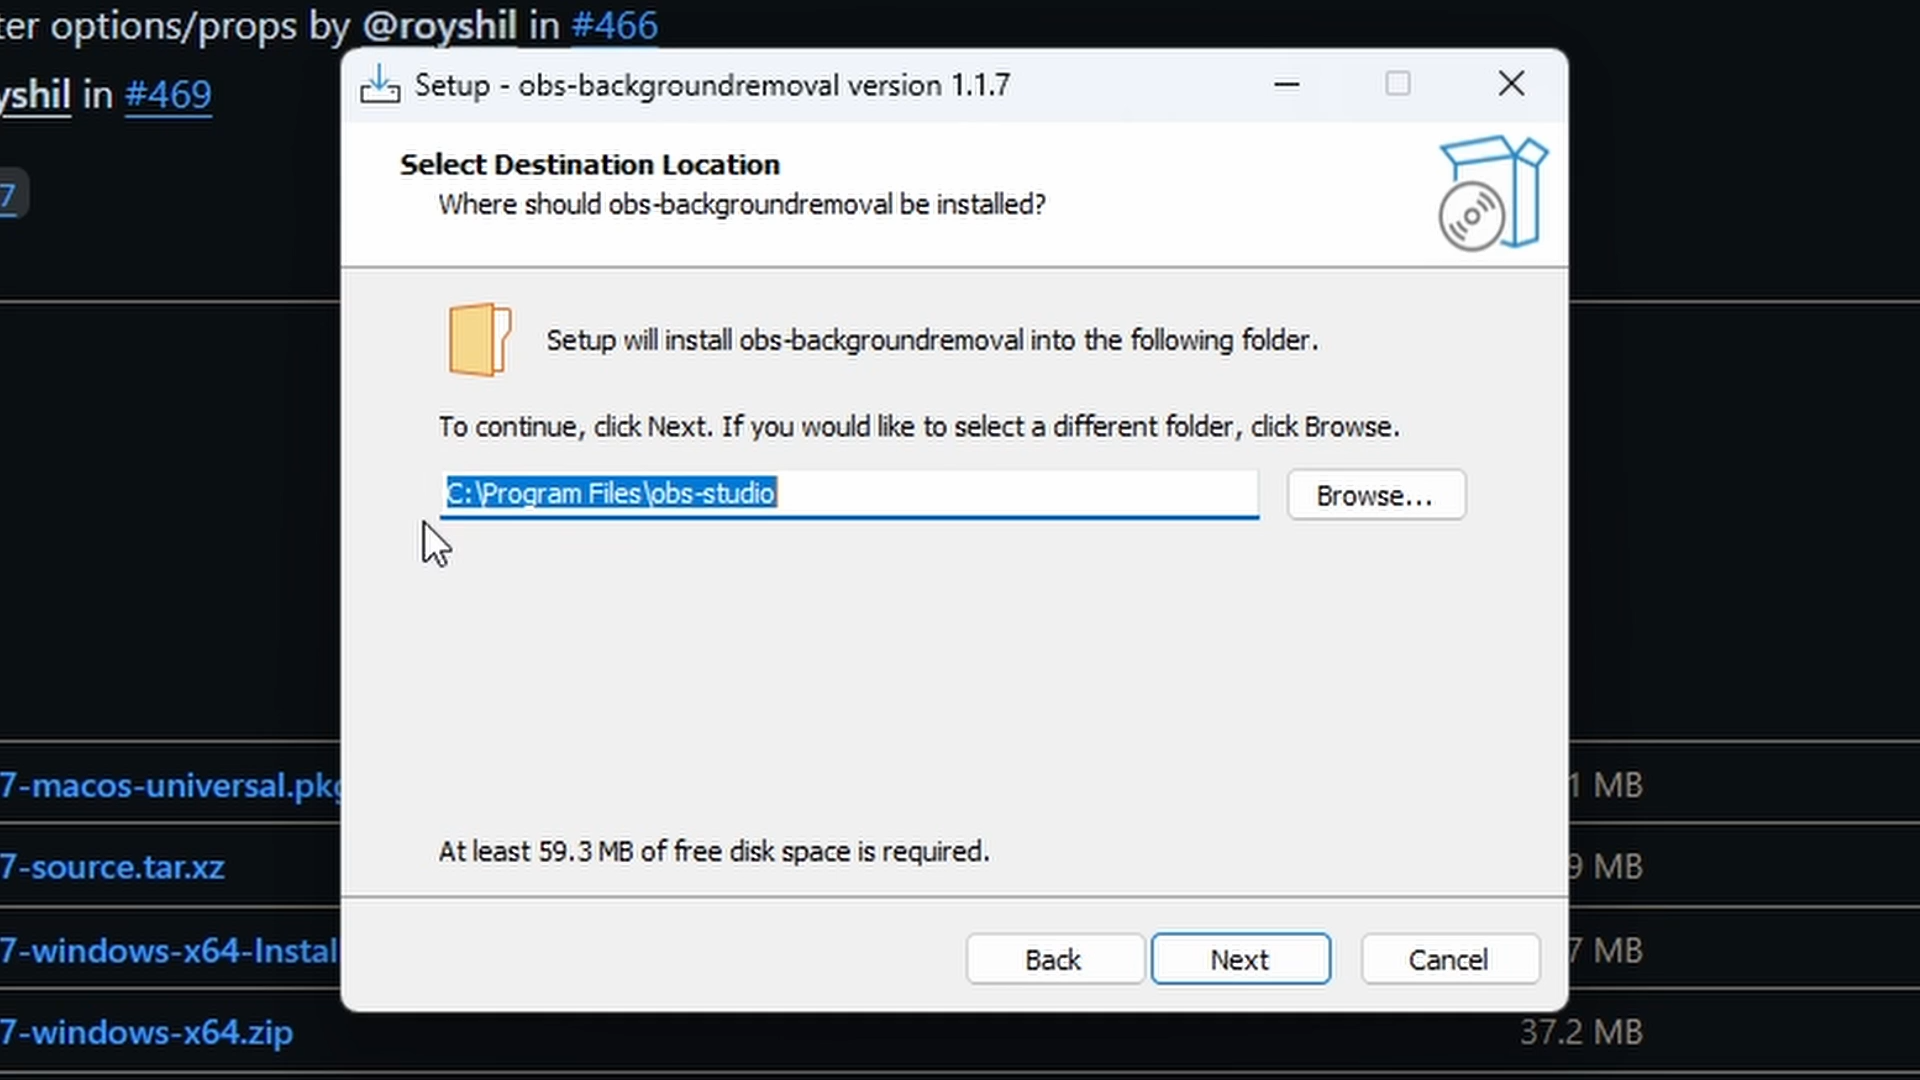 ter options/props by @royshil in #466
yshil in #469
7
Setup - obs-backgroundremoval version 1.1.7
Select Destination Location
Where should obs-backgroundremoval be installed?
Setup will install obs-backgroundremoval into the following folder.
To continue, click Next. If you would like to select a different folder, click Browse.
C:\Program Files\obs-studio
Browse...
7-macos-universal.pkg
1 MB
7-source.tar.xz
9 MB
At least 59.3 MB of free disk space is required.
7-windows-x64-Instal
7 MB
Back
Next
Cancel
7-windows-x64.zip
37.2 MB